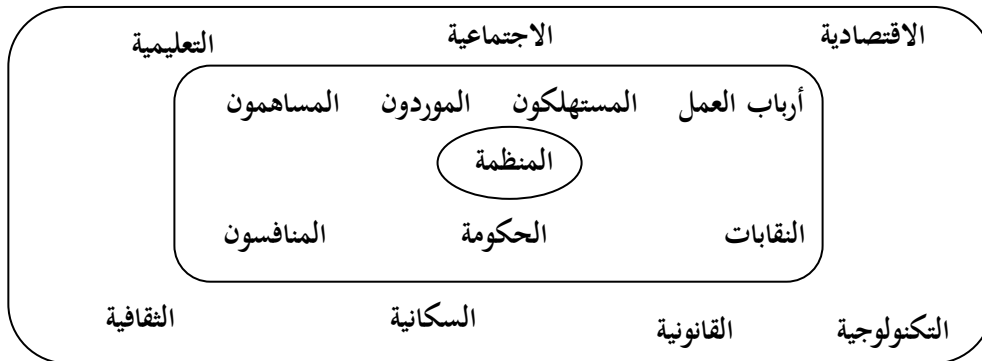 الاقتصادية الاجتماعية التعليمية
أرباب العمل المستهلكون الموردون المساهمون
المنظمة
النقابات الحكومة المنافسون
التكنولوجية القانونية السكانية الثقافية